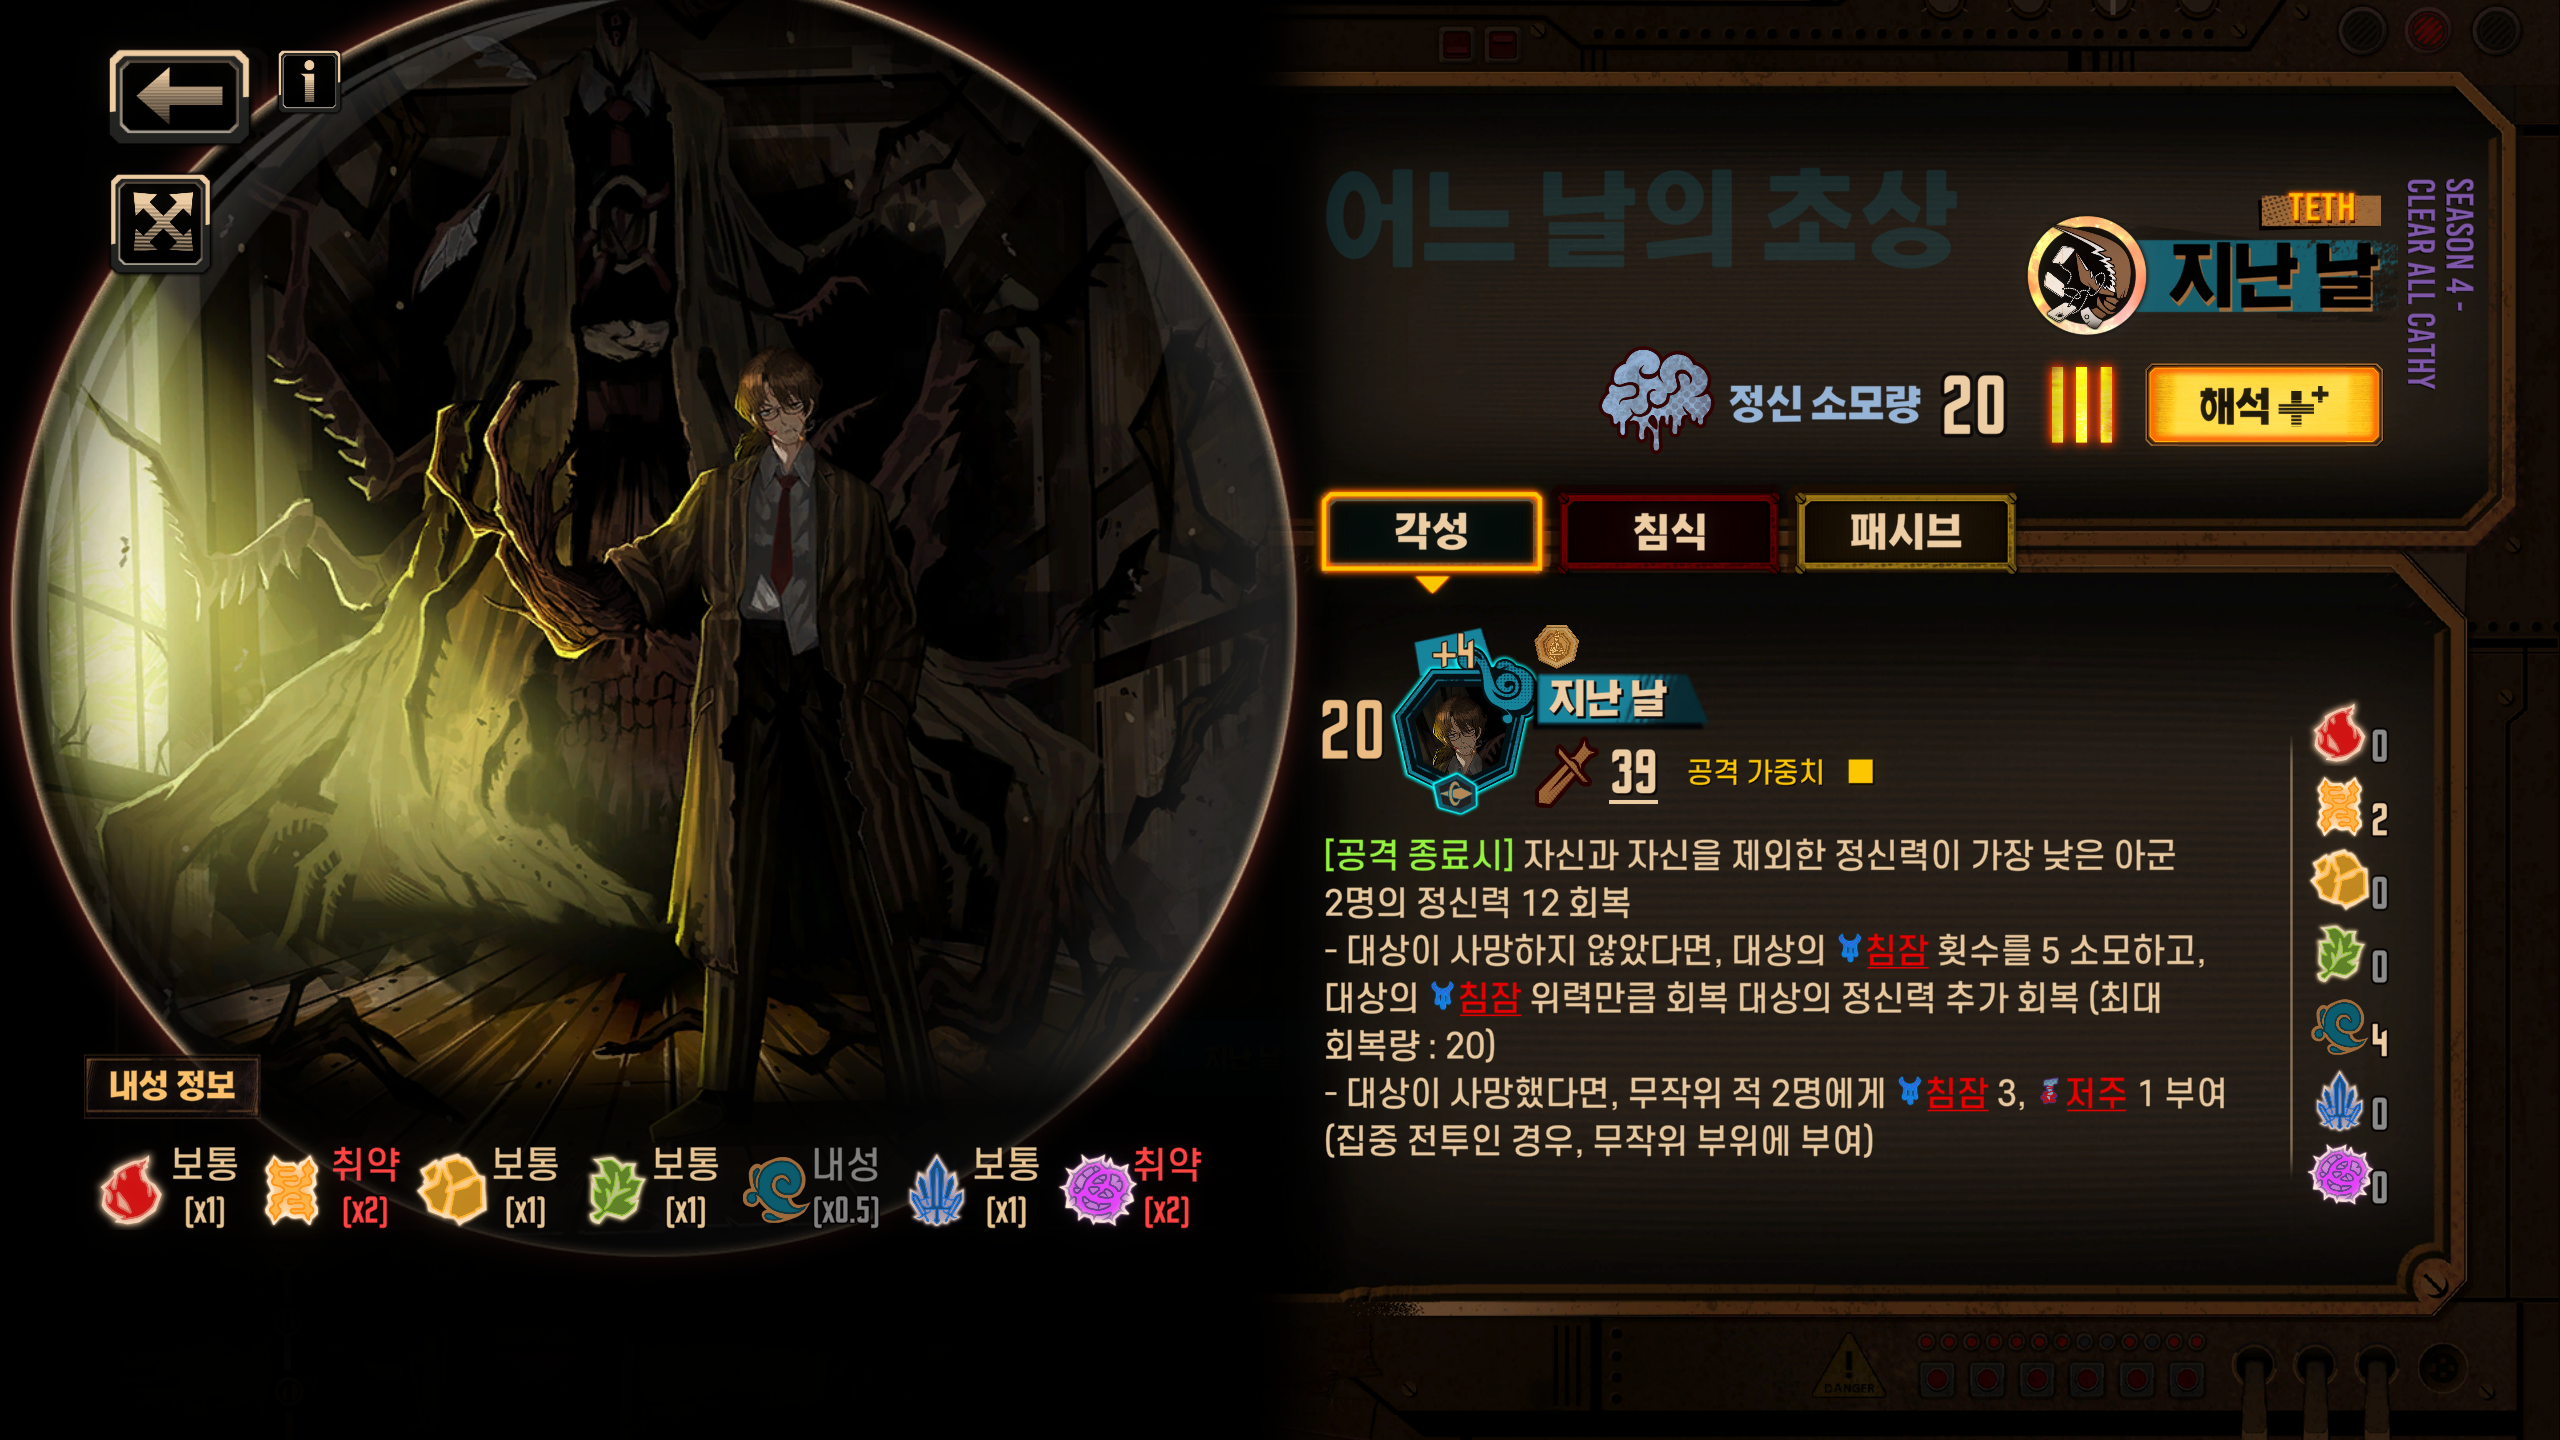 어느 날의 초상
TETH
지난 날
SEASON 4 -
CLEAR ALL CATHY
정신 소모량 20
해석
각성
침식
패시브
+4
20
지난 날
39 공격 가중치
[공격 종료시] 자신과 자신을 제외한 정신력이 가장 낮은 아군
2명의 정신력 12 회복
- 대상이 사망하지 않았다면, 대상의 침잠 횟수를 5 소모하고,
대상의 침잠 위력만큼 회복 대상의 정신력 추가 회복 (최대
회복량 : 20)
- 대상이 사망했다면, 무작위 적 2명에게 침잠 3, 저주 1 부여
(집중 전투인 경우, 무작위 부위에 부여)
0
2
0
0
4
0
0
내성 정보
보통 취약 보통 보통 내성 보통 취약
(x1) (x2) (x1) (x1) (x0.5) (x1) (x2)
DANGER